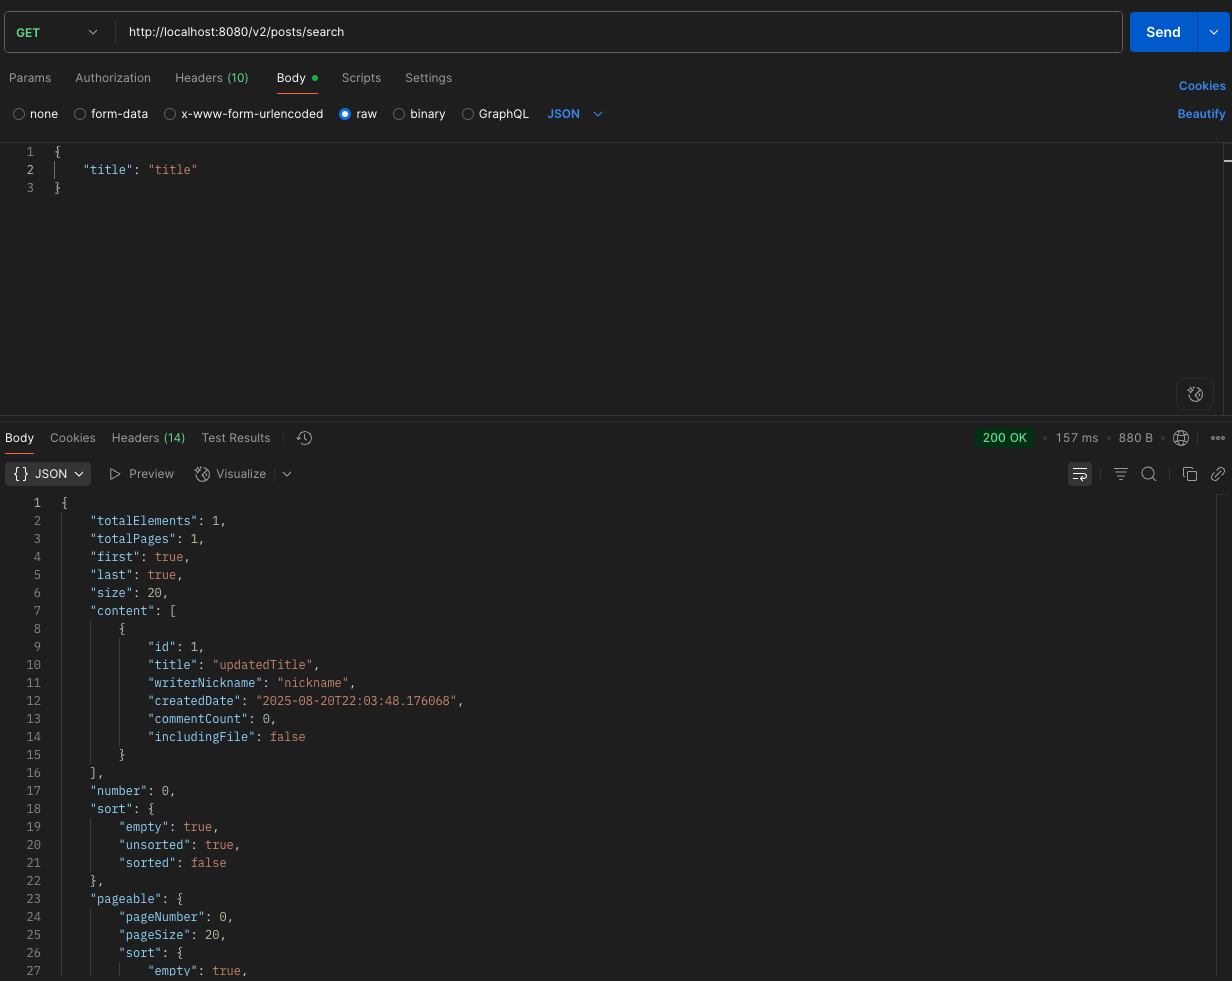 GET http://localhost:8080/v2/posts/search Send
Params Authorization Headers (10) Body Scripts Settings Cookies
none form-data x-www-form-urlencoded raw binary GraphQL JSON Beautify
1 {
2 "title": "title"
3 }
Body Cookies Headers (14) Test Results 200 OK • 157 ms • 880 B •
{} JSON Preview Visualize
1 {
2 "totalElements": 1,
3 "totalPages": 1,
4 "first": true,
5 "last": true,
6 "size": 20,
7 "content": [
8 {
9 "id": 1,
10 "title": "updatedTitle",
11 "writerNickname": "nickname",
12 "createdDate": "2025-08-20T22:03:48.176068",
13 "commentCount": 0,
14 "includingFile": false
15 }
16 ],
17 "number": 0,
18 "sort": {
19 "empty": true,
20 "unsorted": true,
21 "sorted": false
22 },
23 "pageable": {
24 "pageNumber": 0,
25 "pageSize": 20,
26 "sort": {
27 "empty": true,